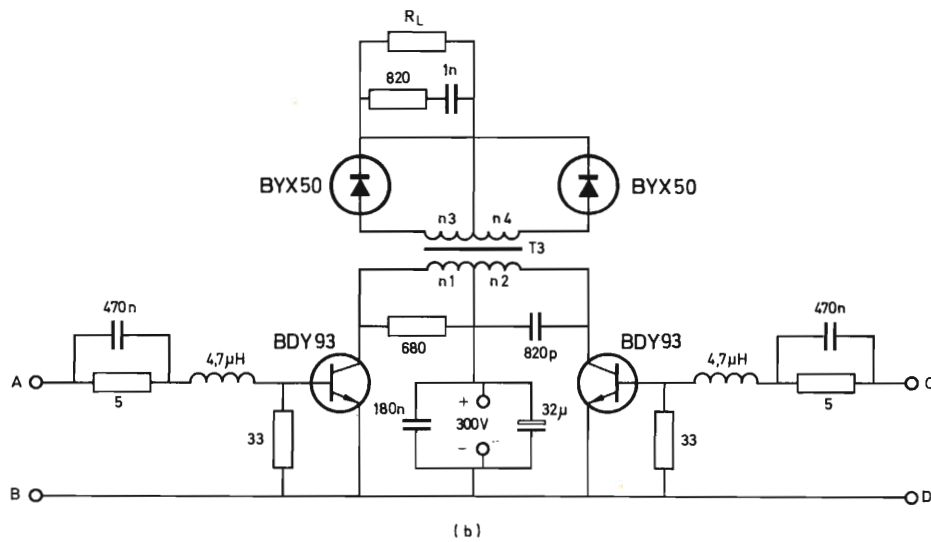 RL
820
1n
BYX50
BYX50
n3
n4
T3
n1
n2
470n
470n
BDY93
BDY93
680
820p
4,7µH
4,7µH
A
5
C
5
180n
+
300V
-
32µ
33
33
B
D
(b)